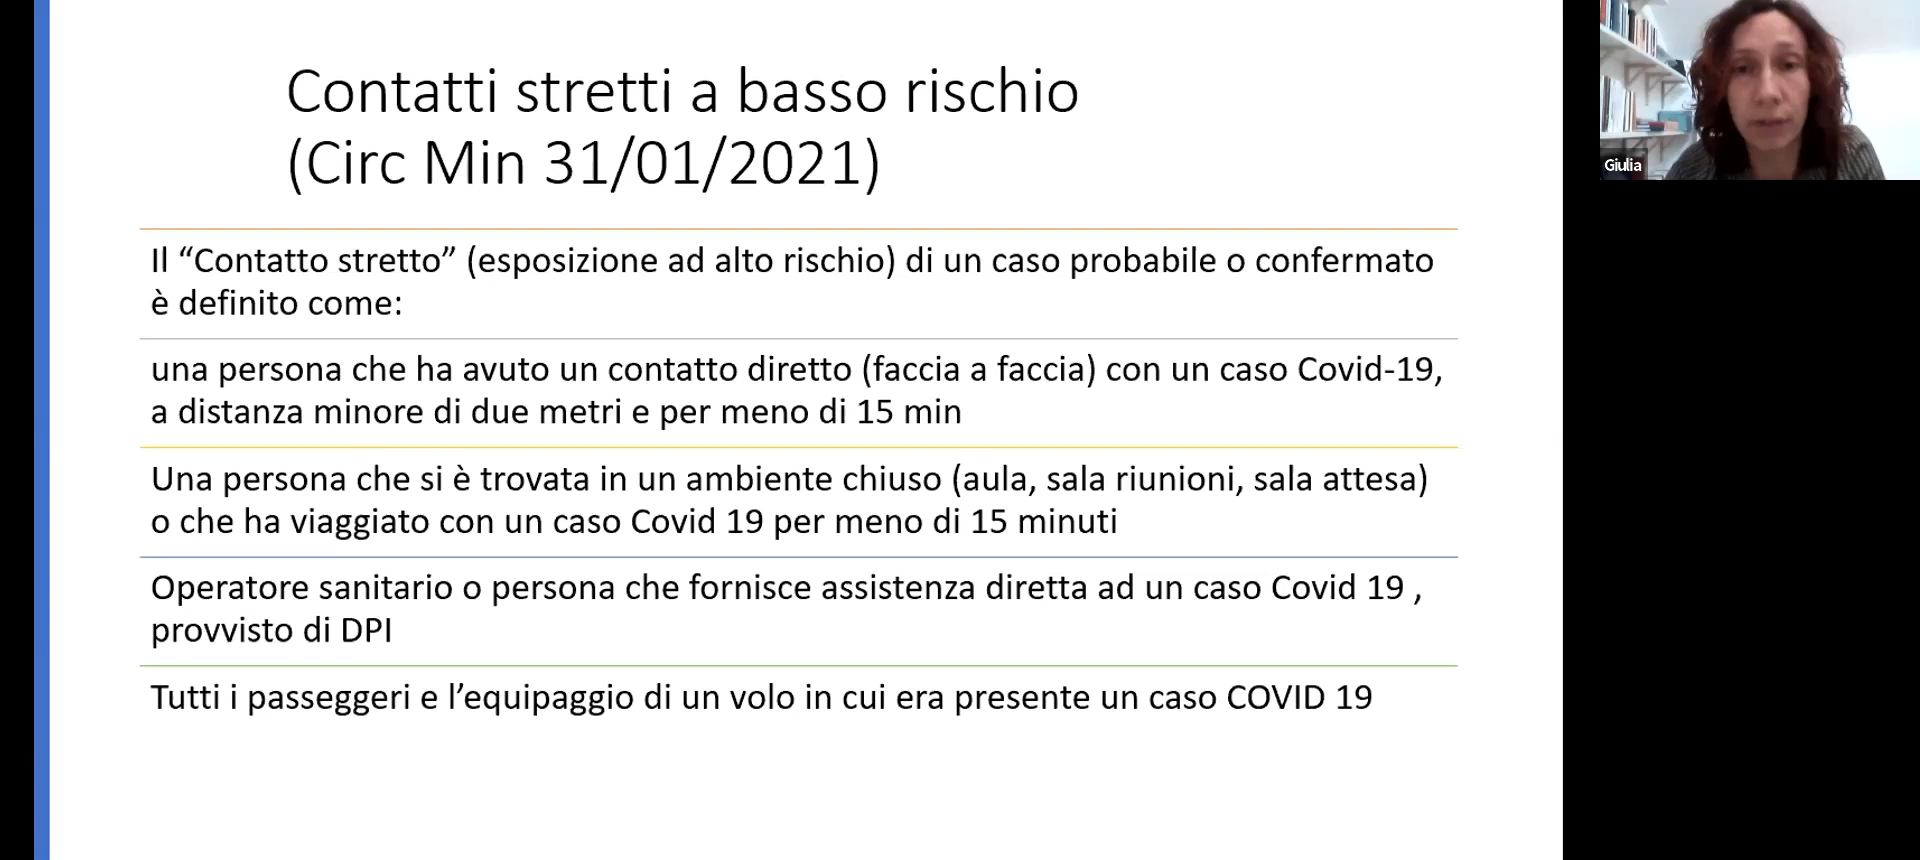 Contatti stretti a basso rischio
(Circ Min 31/01/2021)
Il “Contatto stretto” (esposizione ad alto rischio) di un caso probabile o confermato
è definito come:
una persona che ha avuto un contatto diretto (faccia a faccia) con un caso Covid-19,
a distanza minore di due metri e per meno di 15 min
Una persona che si è trovata in un ambiente chiuso (aula, sala riunioni, sala attesa)
o che ha viaggiato con un caso Covid 19 per meno di 15 minuti
Operatore sanitario o persona che fornisce assistenza diretta ad un caso Covid 19 ,
provvisto di DPI
Tutti i passeggeri e l’equipaggio di un volo in cui era presente un caso COVID 19
Giulia